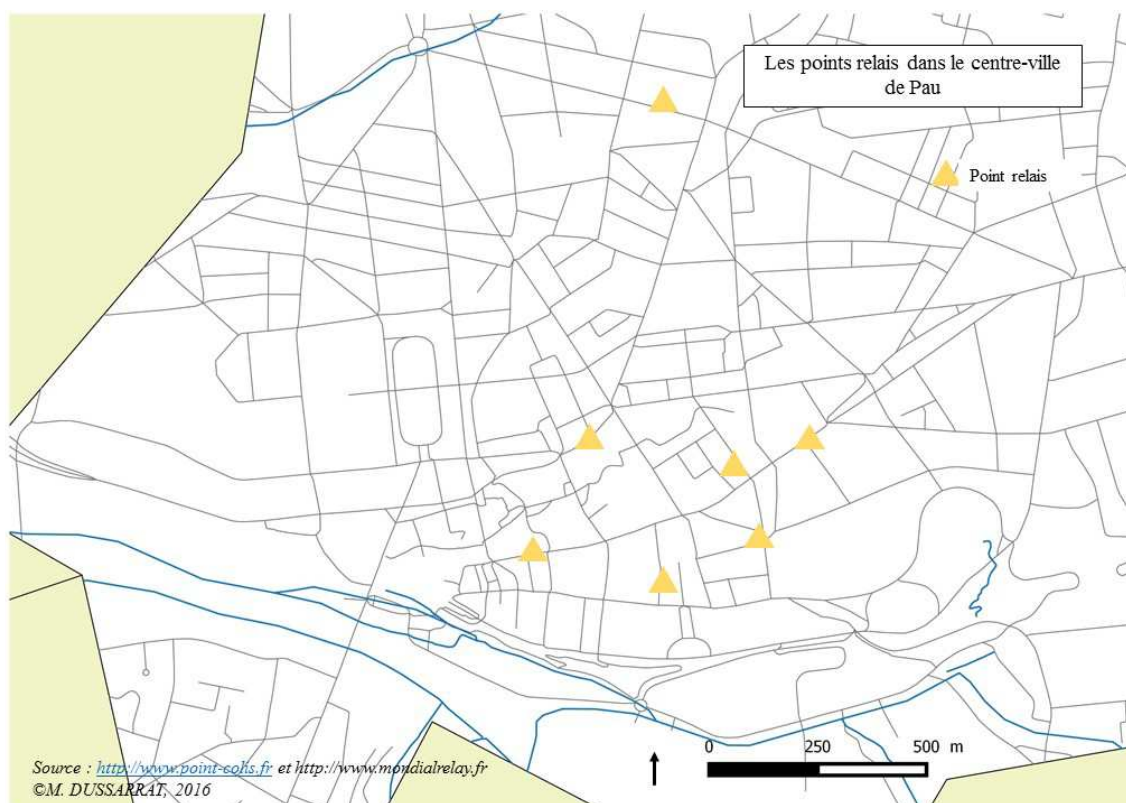 Les points relais dans le centre-ville
de Pau
Point relais
0 250 500 m
Source : http://www.point-colis.fr et http://www.mondialrelay.fr
©M. DUSSARRAT, 2016